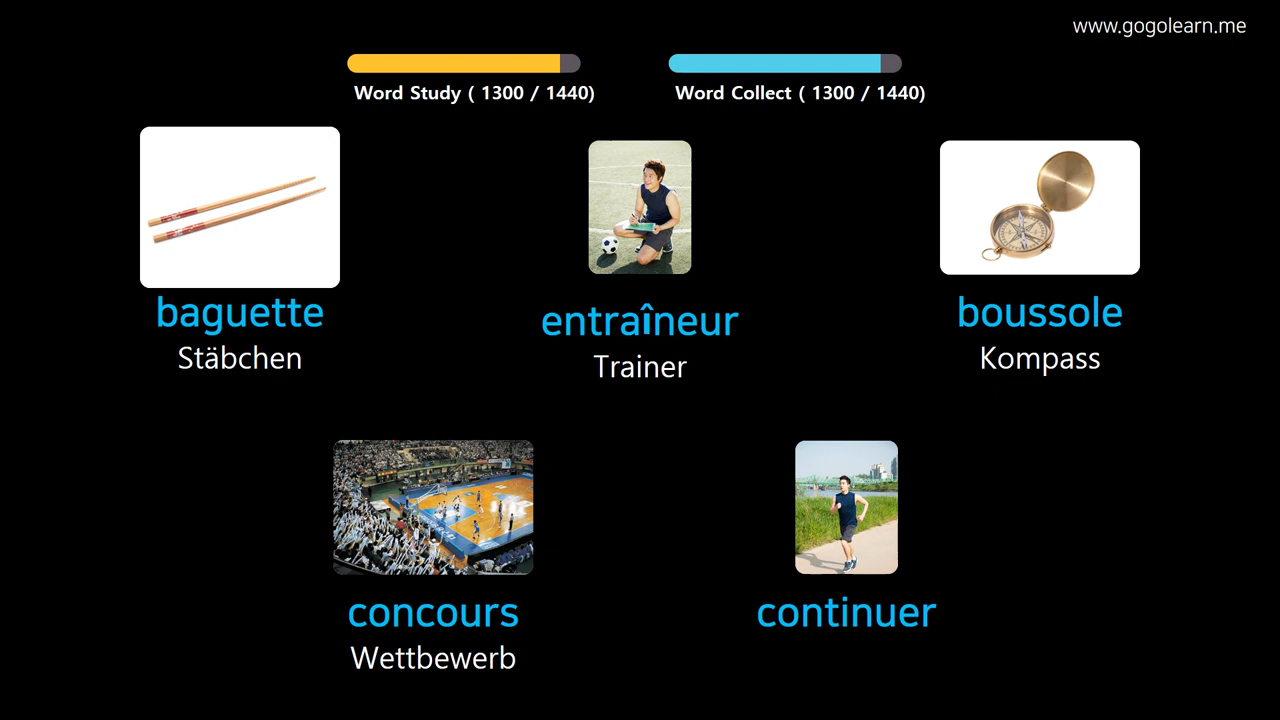 www.gogolearn.me
Word Study ( 1300 / 1440)
Word Collect ( 1300 / 1440)
baguette
Stäbchen
entraîneur
Trainer
boussole
Kompass
concours
Wettbewerb
continuer